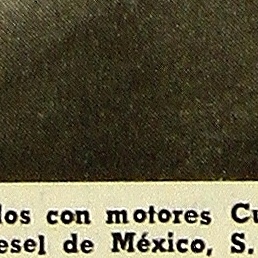 los con motores Cu
esel de México, S.